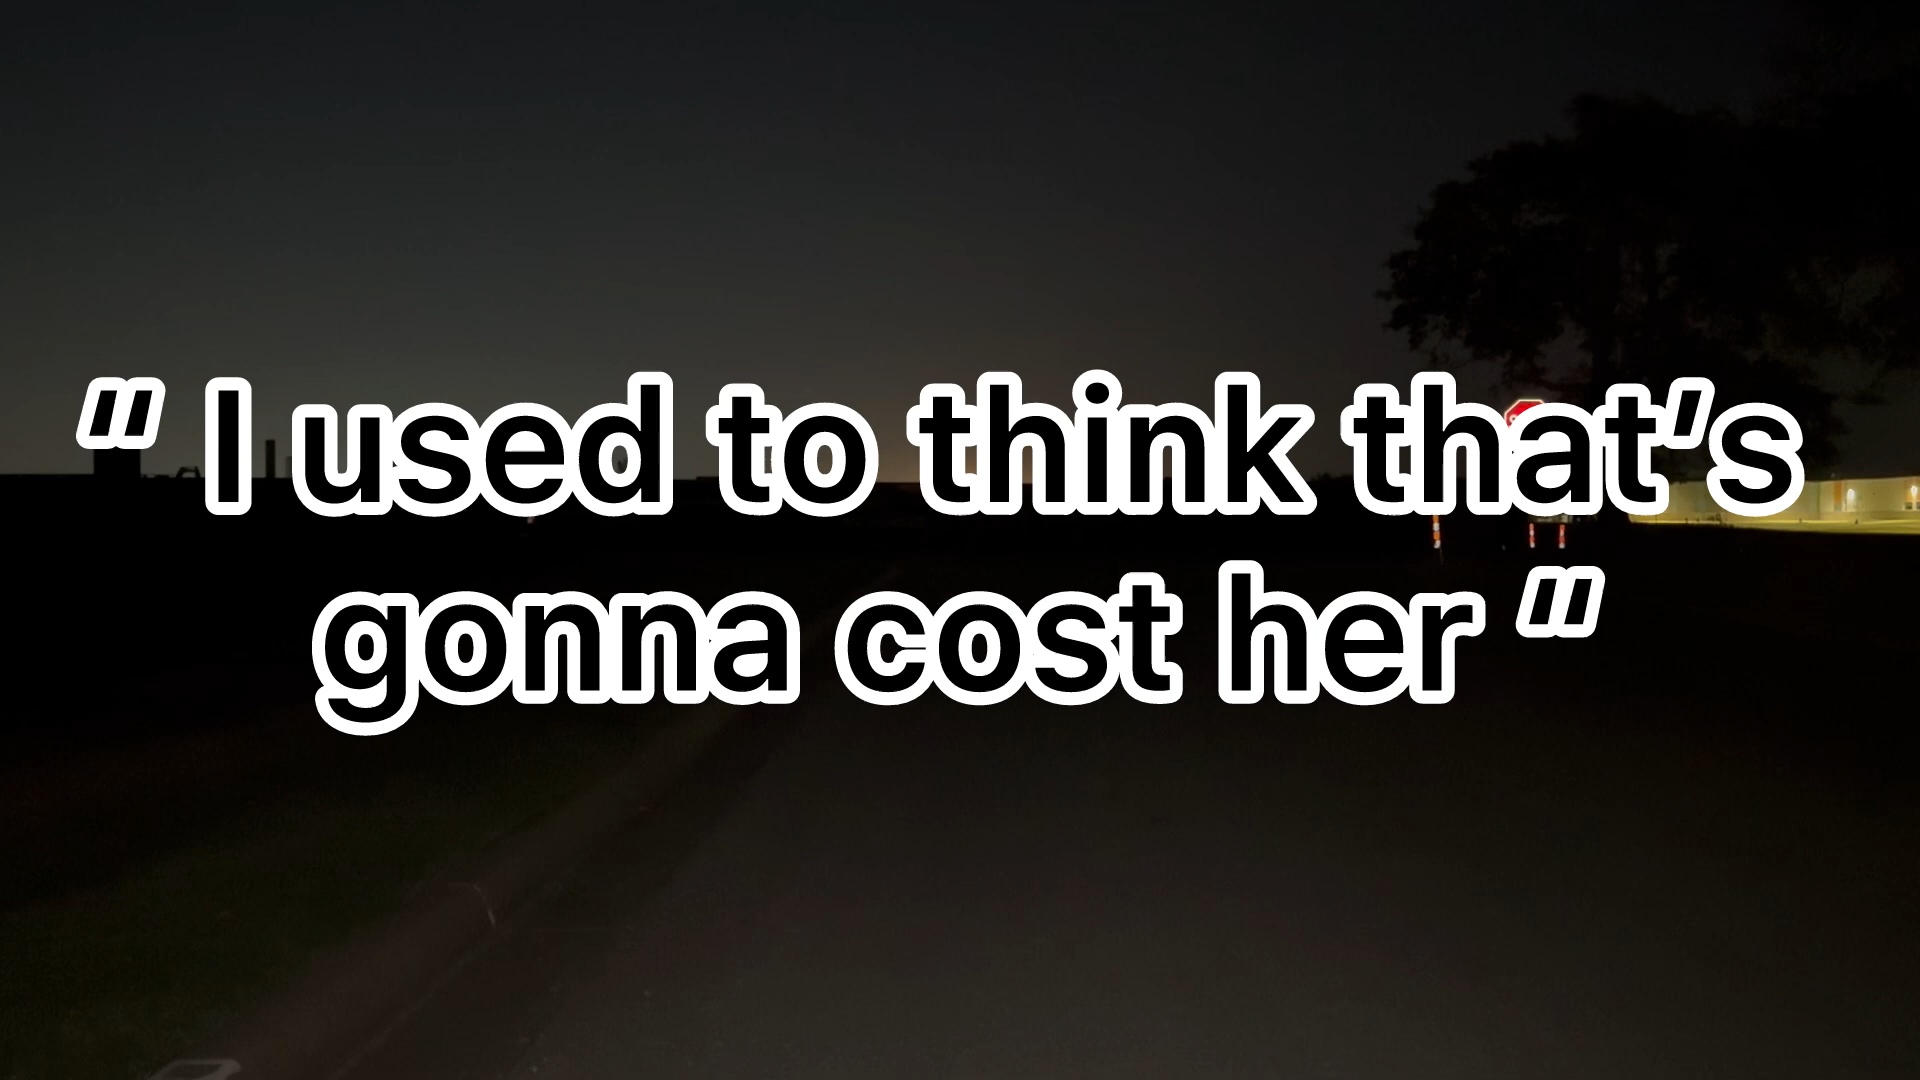 " I used to think that’s
gonna cost her "